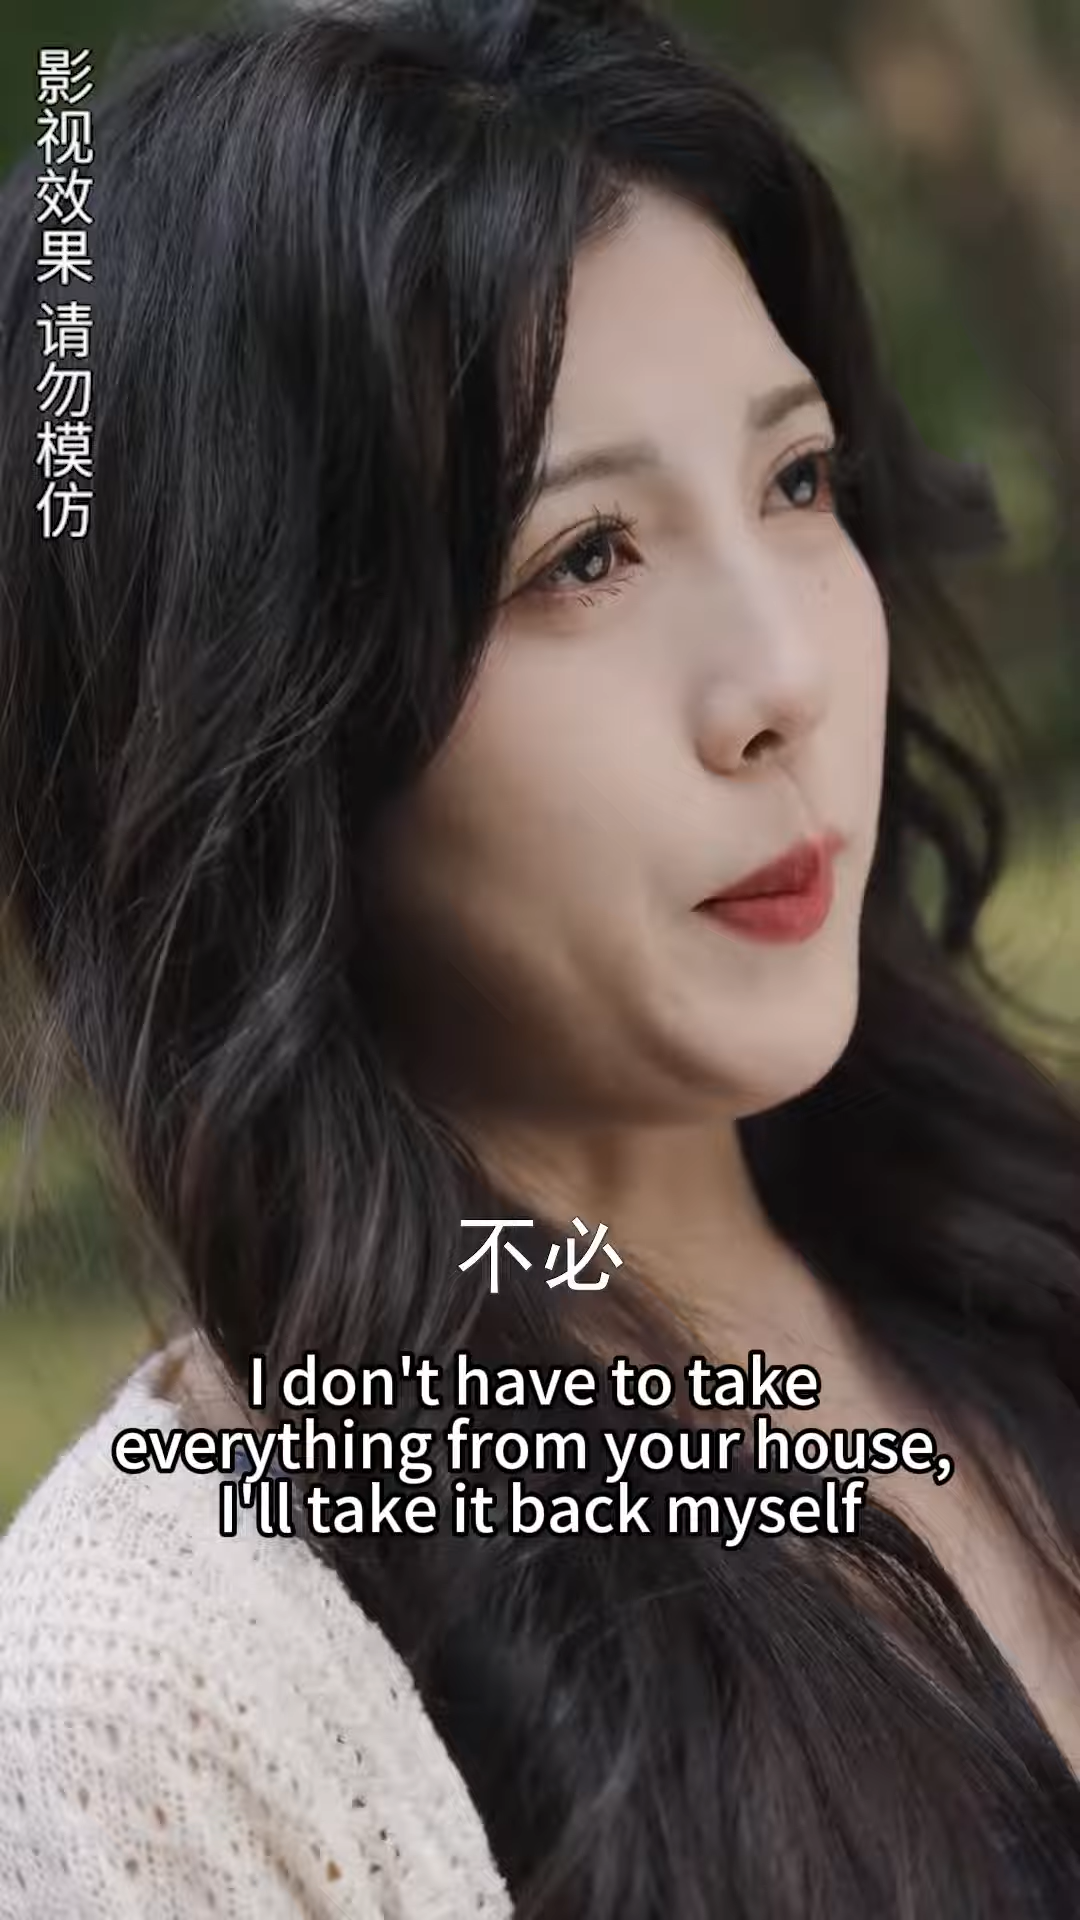 影视效果 请勿模仿
不必
I don't have to take
everything from your house,
I'll take it back myself